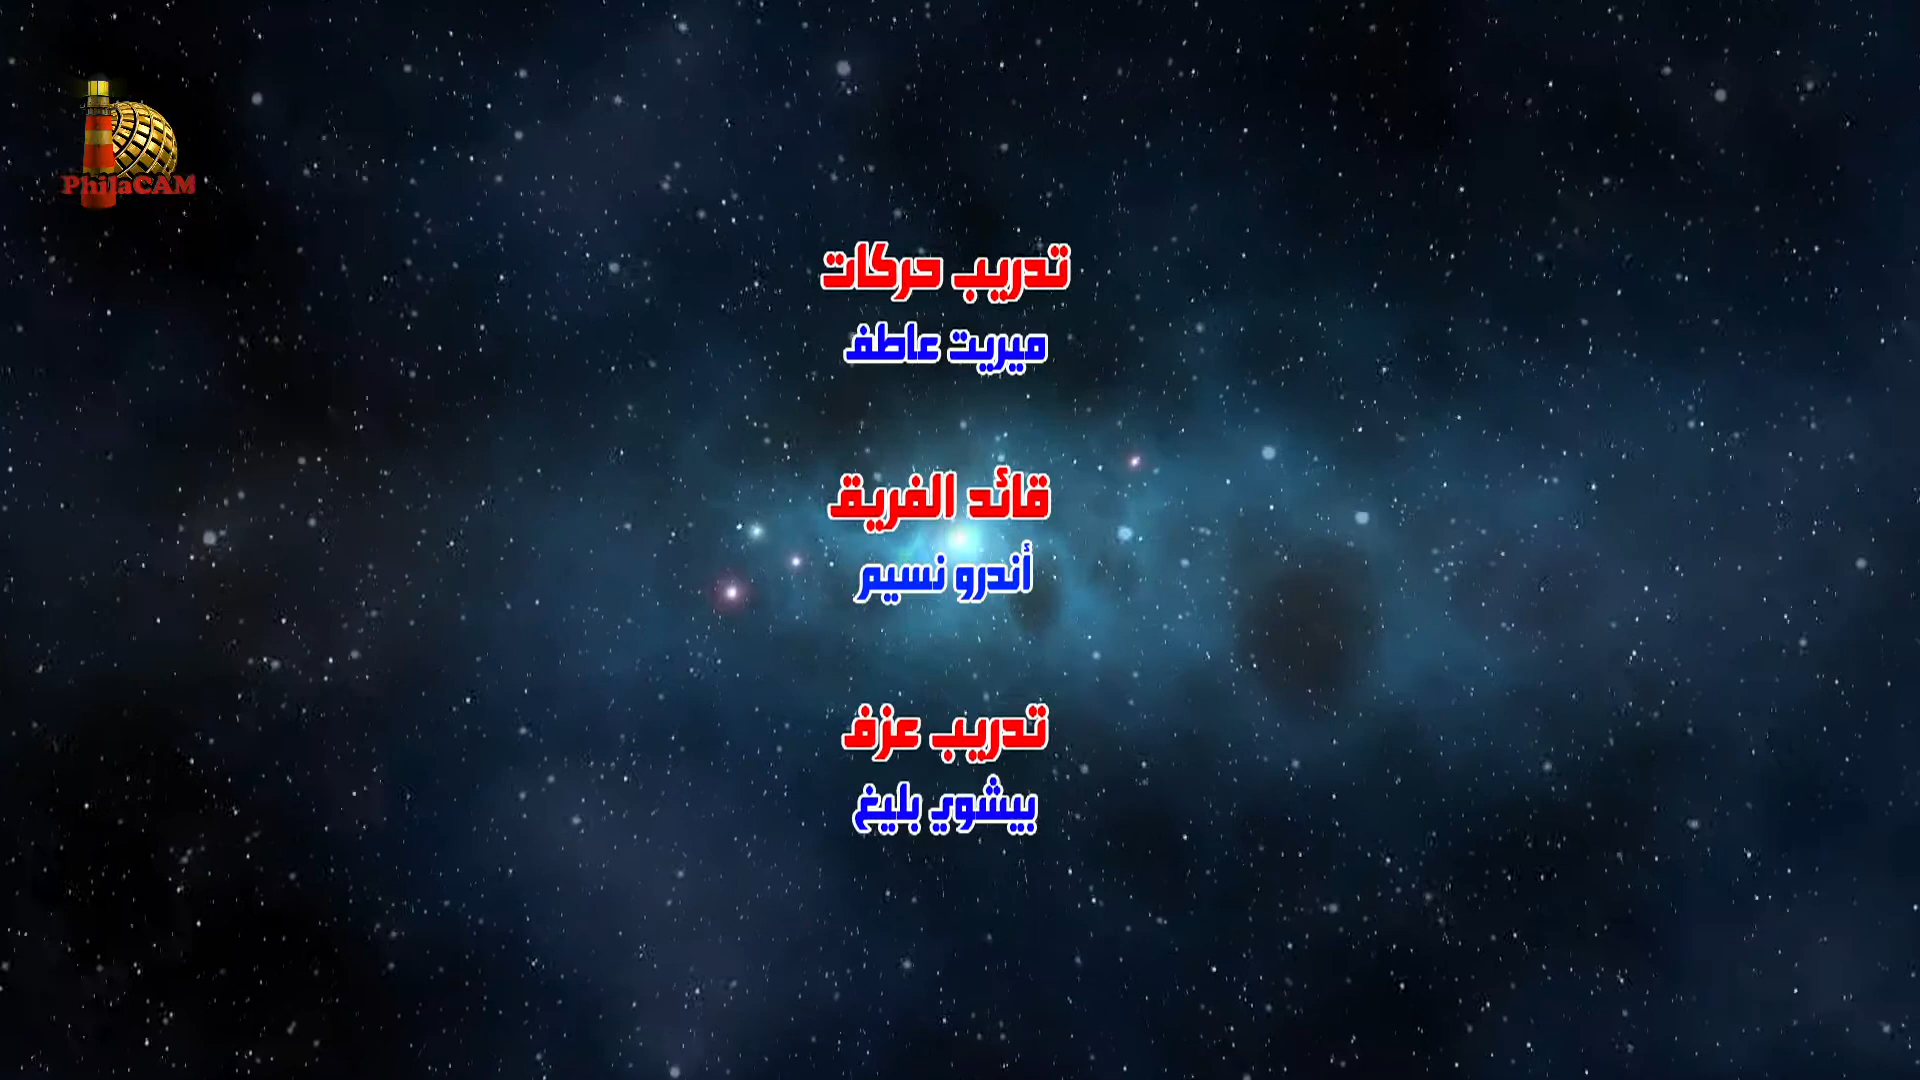 PhilaCAM
تدريب حركات
ميريت عاطف
قائد الفريق
أندرو نسيم
تدريب عزف
بيشوي بليغ